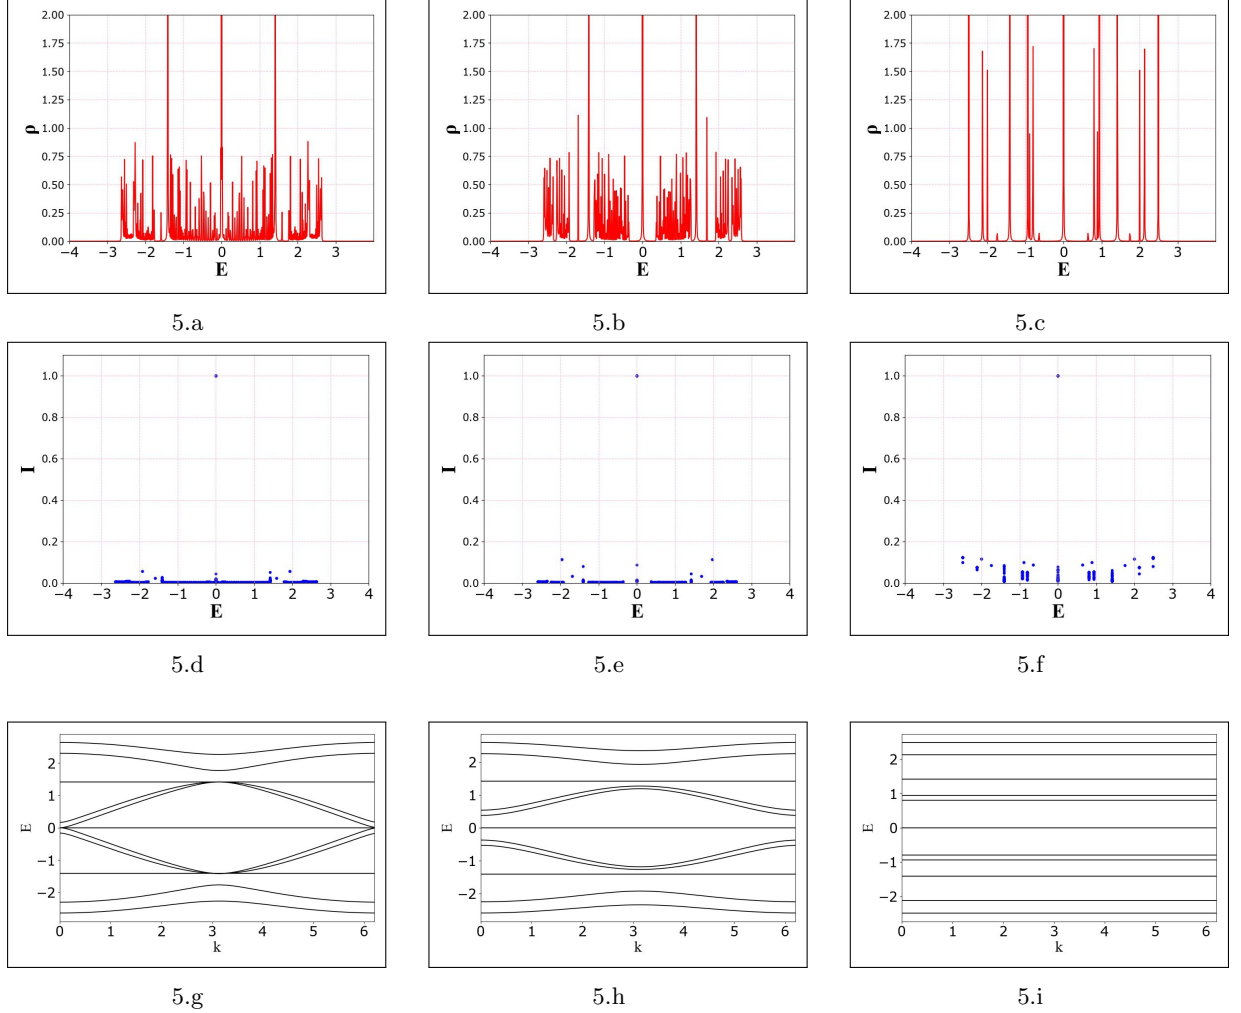 2.00
1.75
1.50
1.25
1.00
0.75
0.50
0.25
0.00
ρ
−4 −3 −2 −1 0 1 2 3
E
5.a
2.00
1.75
1.50
1.25
1.00
0.75
0.50
0.25
0.00
ρ
−4 −3 −2 −1 0 1 2 3
E
5.b
2.00
1.75
1.50
1.25
1.00
0.75
0.50
0.25
0.00
ρ
−4 −3 −2 −1 0 1 2 3
E
5.c
1.0
0.8
0.6
0.4
0.2
0.0
I
−4 −3 −2 −1 0 1 2 3 4
E
5.d
1.0
0.8
0.6
0.4
0.2
0.0
I
−4 −3 −2 −1 0 1 2 3 4
E
5.e
1.0
0.8
0.6
0.4
0.2
0.0
I
−4 −3 −2 −1 0 1 2 3 4
E
5.f
2
1
0
−1
−2
E
0 1 2 3 4 5 6
k
5.g
2
1
0
−1
−2
E
0 1 2 3 4 5 6
k
5.h
2
1
0
−1
−2
E
0 1 2 3 4 5 6
k
5.i